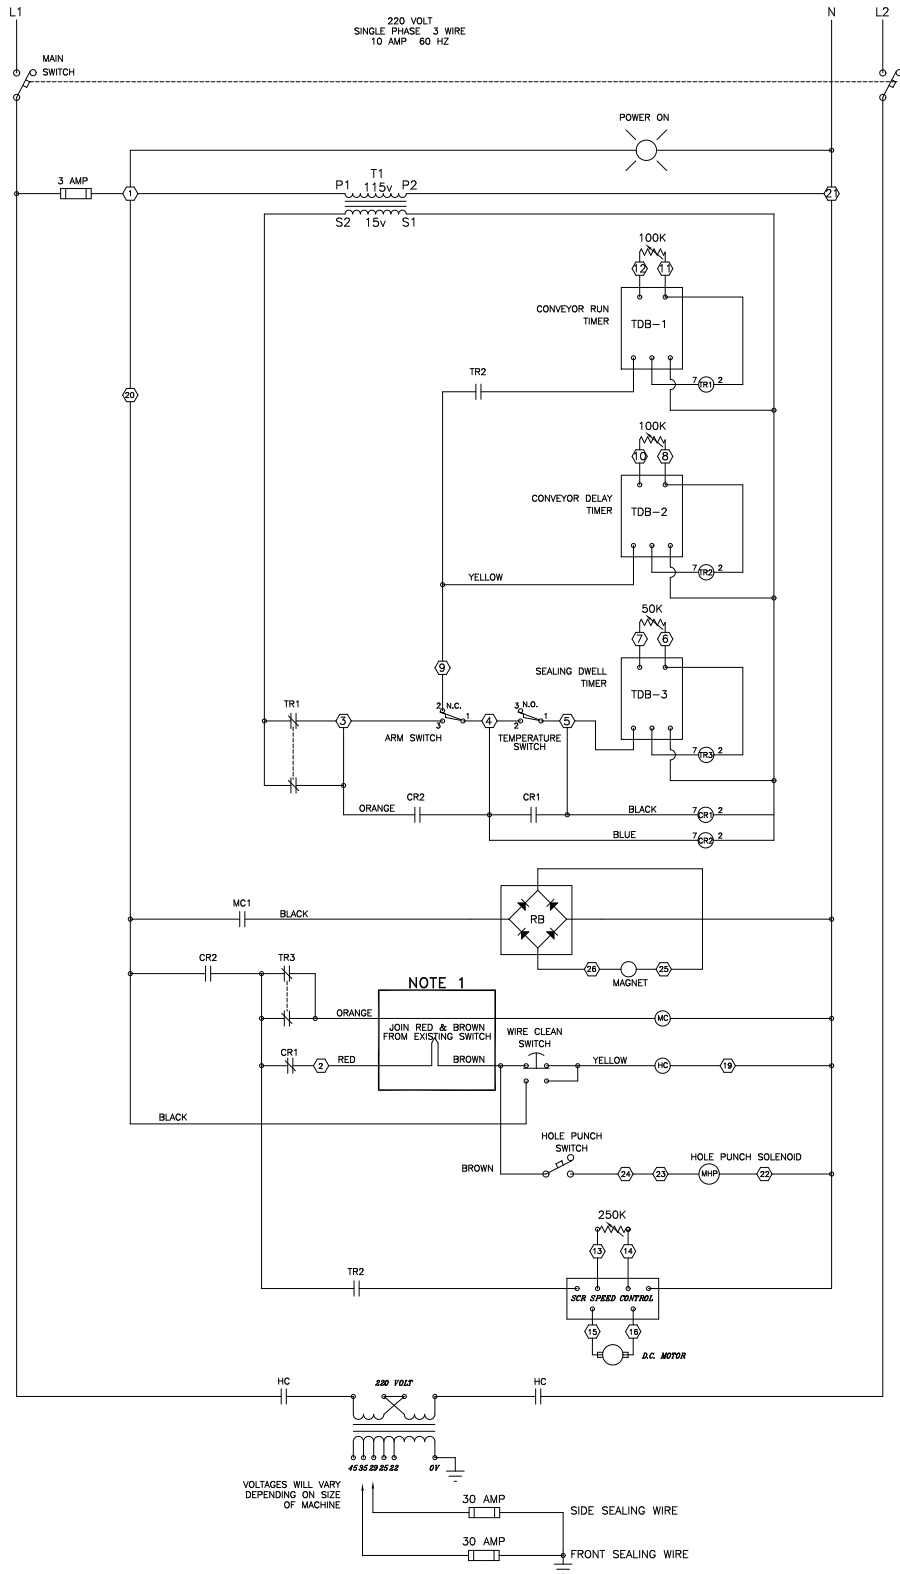 L1
220 VOLT
SINGLE PHASE 3 WIRE
10 AMP 60 HZ
N
L2
MAIN
SWITCH
POWER ON
3 AMP
1
T1
P1 115v P2
21
S2 15v S1
100K
12 11
CONVEYOR RUN
TIMER
TDB-1
TR2
7 TR1 2
20
100K
10 8
CONVEYOR DELAY
TIMER
TDB-2
7 TR2 2
YELLOW
50K
7 6
9
SEALING DWELL
TIMER
TDB-3
TR1
3
2 N.C.
1
3
4
3 N.O.
1
2
5
ARM SWITCH
TEMPERATURE
SWITCH
7 TR3 2
ORANGE
CR2
CR1
BLACK
7 CR1 2
BLUE
7 CR2 2
MC1
BLACK
RB
CR2
TR3
26 25
MAGNET
NOTE 1
ORANGE
JOIN RED & BROWN
FROM EXISTING SWITCH
WIRE CLEAN
SWITCH
MC
CR1
2
RED
BROWN
YELLOW
HC
19
BLACK
HOLE PUNCH
SWITCH
BROWN
24
23
HOLE PUNCH SOLENOID
MHP
22
250K
13 14
TR2
SCR SPEED CONTROL
15 16
D.C. MOTOR
HC
220 VOLT
HC
45 35 29 25 22 0V
VOLTAGES WILL VARY
DEPENDING ON SIZE
OF MACHINE
30 AMP
SIDE SEALING WIRE
30 AMP
FRONT SEALING WIRE